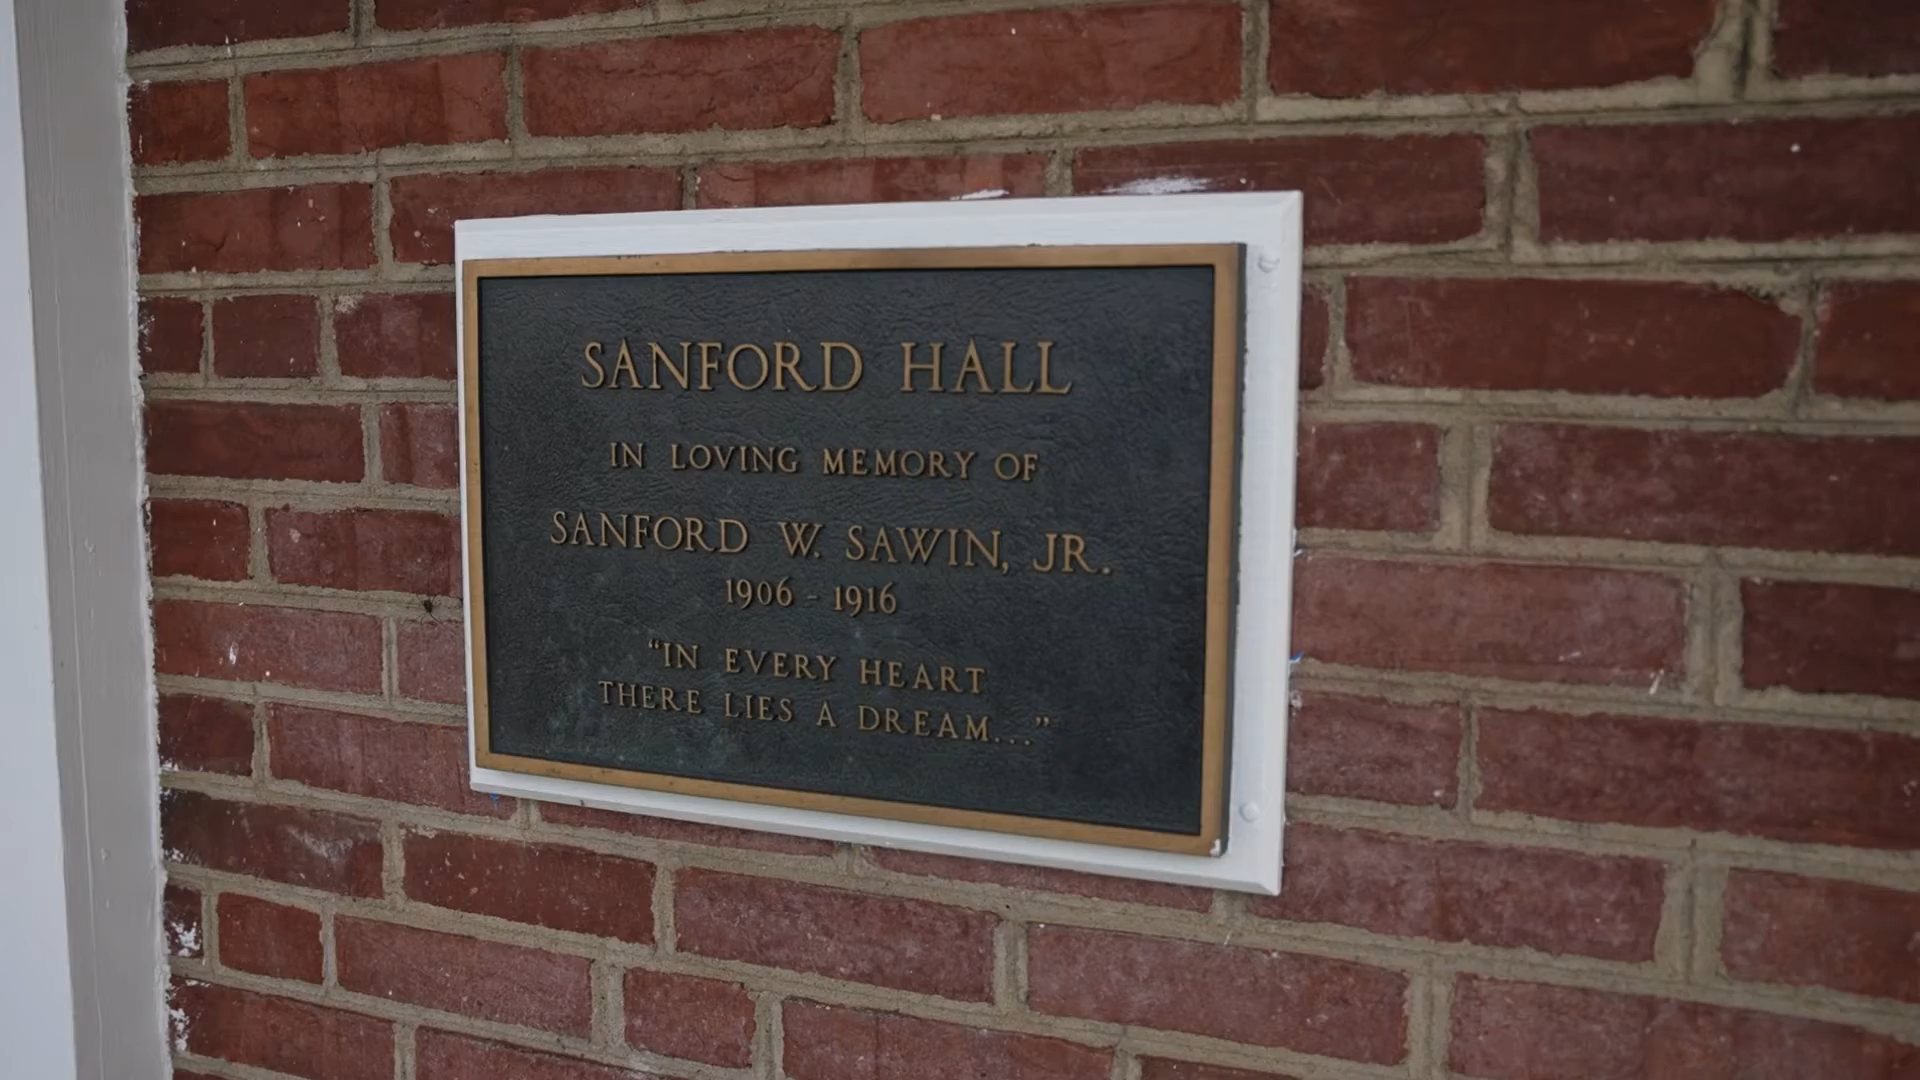 SANFORD HALL
IN LOVING MEMORY OF
SANFORD W. SAWIN, JR.
1906 - 1916
“IN EVERY HEART
THERE LIES A DREAM...”